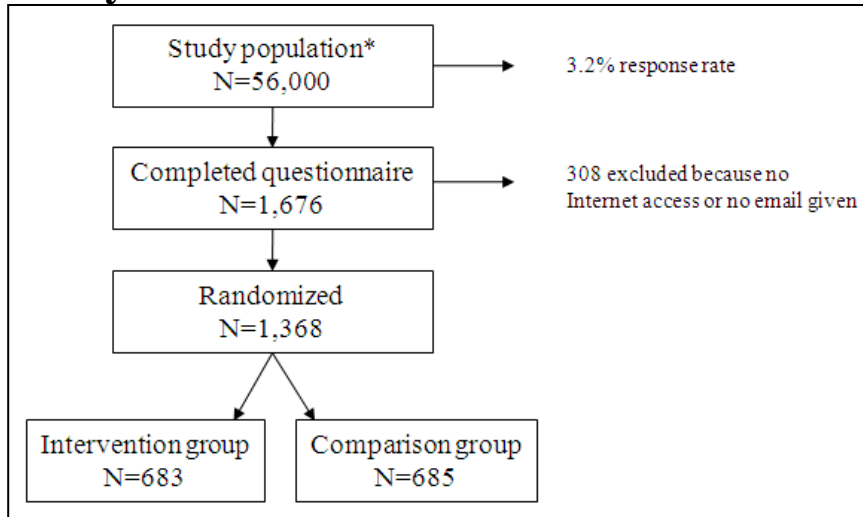 Study population*
N=56,000
3.2% response rate
Completed questionnaire
N=1,676
308 excluded because no
Internet access or no email given
Randomized
N=1,368
Intervention group
N=683
Comparison group
N=685